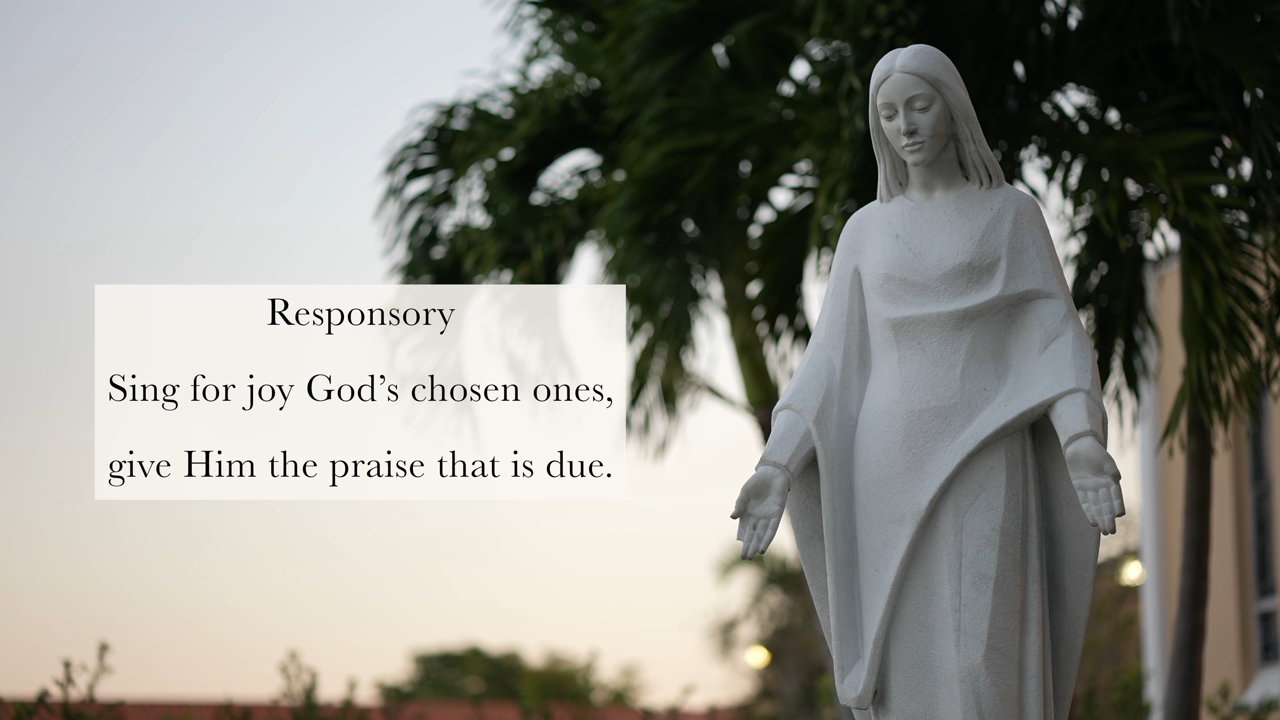 Responsory
Sing for joy God’s chosen ones,
give Him the praise that is due.